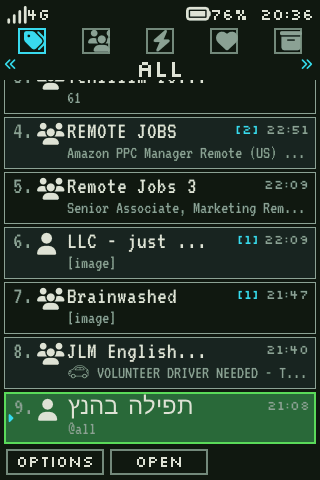 4G 76% 20:36
« ALL »
61
4. REMOTE JOBS [2] 22:51
Amazon PPC Manager Remote (US) ...
5. Remote Jobs 3 22:09
Senior Associate, Marketing Rem...
6. LLC - just ... [1] 22:09
[image]
7. Brainwashed [1] 21:47
[image]
8. JLM English... 21:40
VOLUNTEER DRIVER NEEDED - T...
9. תפילה בהנץ 21:08
@all
OPTIONS OPEN